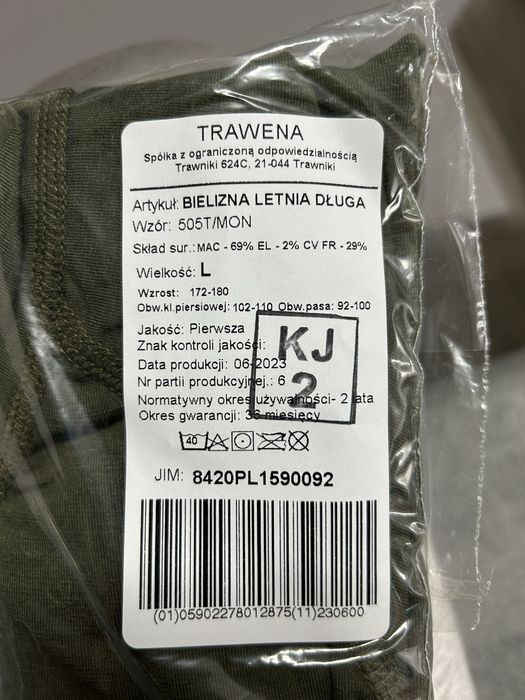 TRAWENA
Spółka z ograniczoną odpowiedzialnością
Trawniki 624C, 21-044 Trawniki
Artykuł: BIELIZNA LETNIA DŁUGA
Wzór: 505T/MON
Skład sur.: MAC - 69% EL - 2% CV FR - 29%
Wielkość: L
Wzrost: 172-180
Obw.kl.piersiowej: 102-110 Obw.pasa: 92-100
Jakość: Pierwsza
Znak kontroli jakości:
KJ
2
Data produkcji: 06-2023
Nr partii produkcyjnej.: 6
Normatywny okres używalności- 2 lata
Okres gwarancji: 36 miesięcy
40
JIM: 8420PL1590092
(01)05902278012875(11)230600